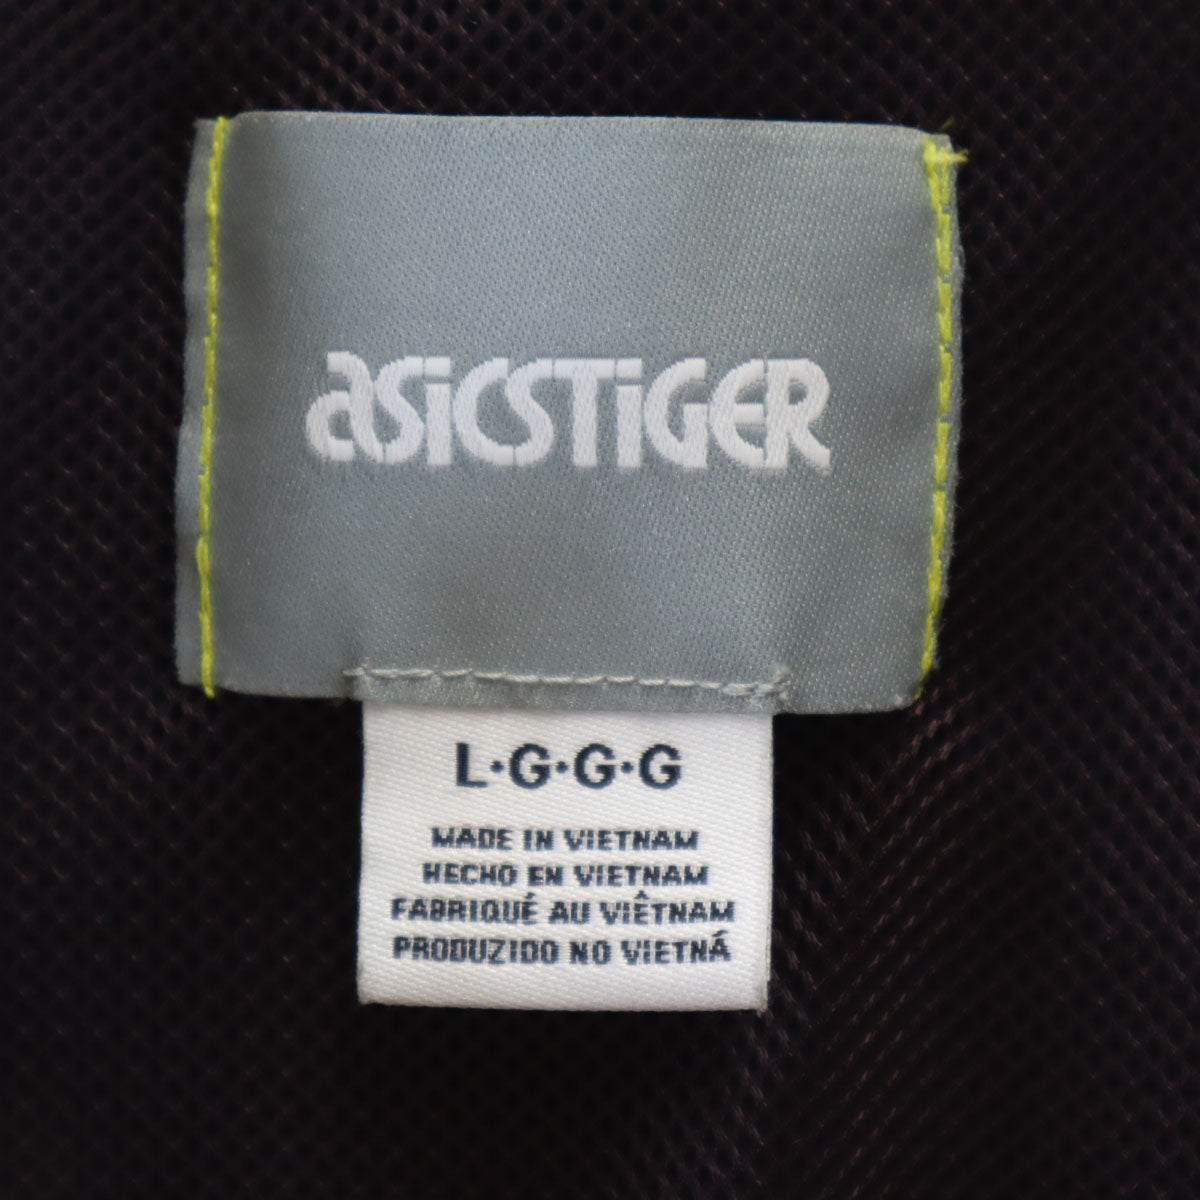 asicsTiGER
L·G·G·G
MADE IN VIETNAM
HECHO EN VIETNAM
FABRIQUÉ AU VIÊTNAM
PRODUZIDO NO VIETNÁ